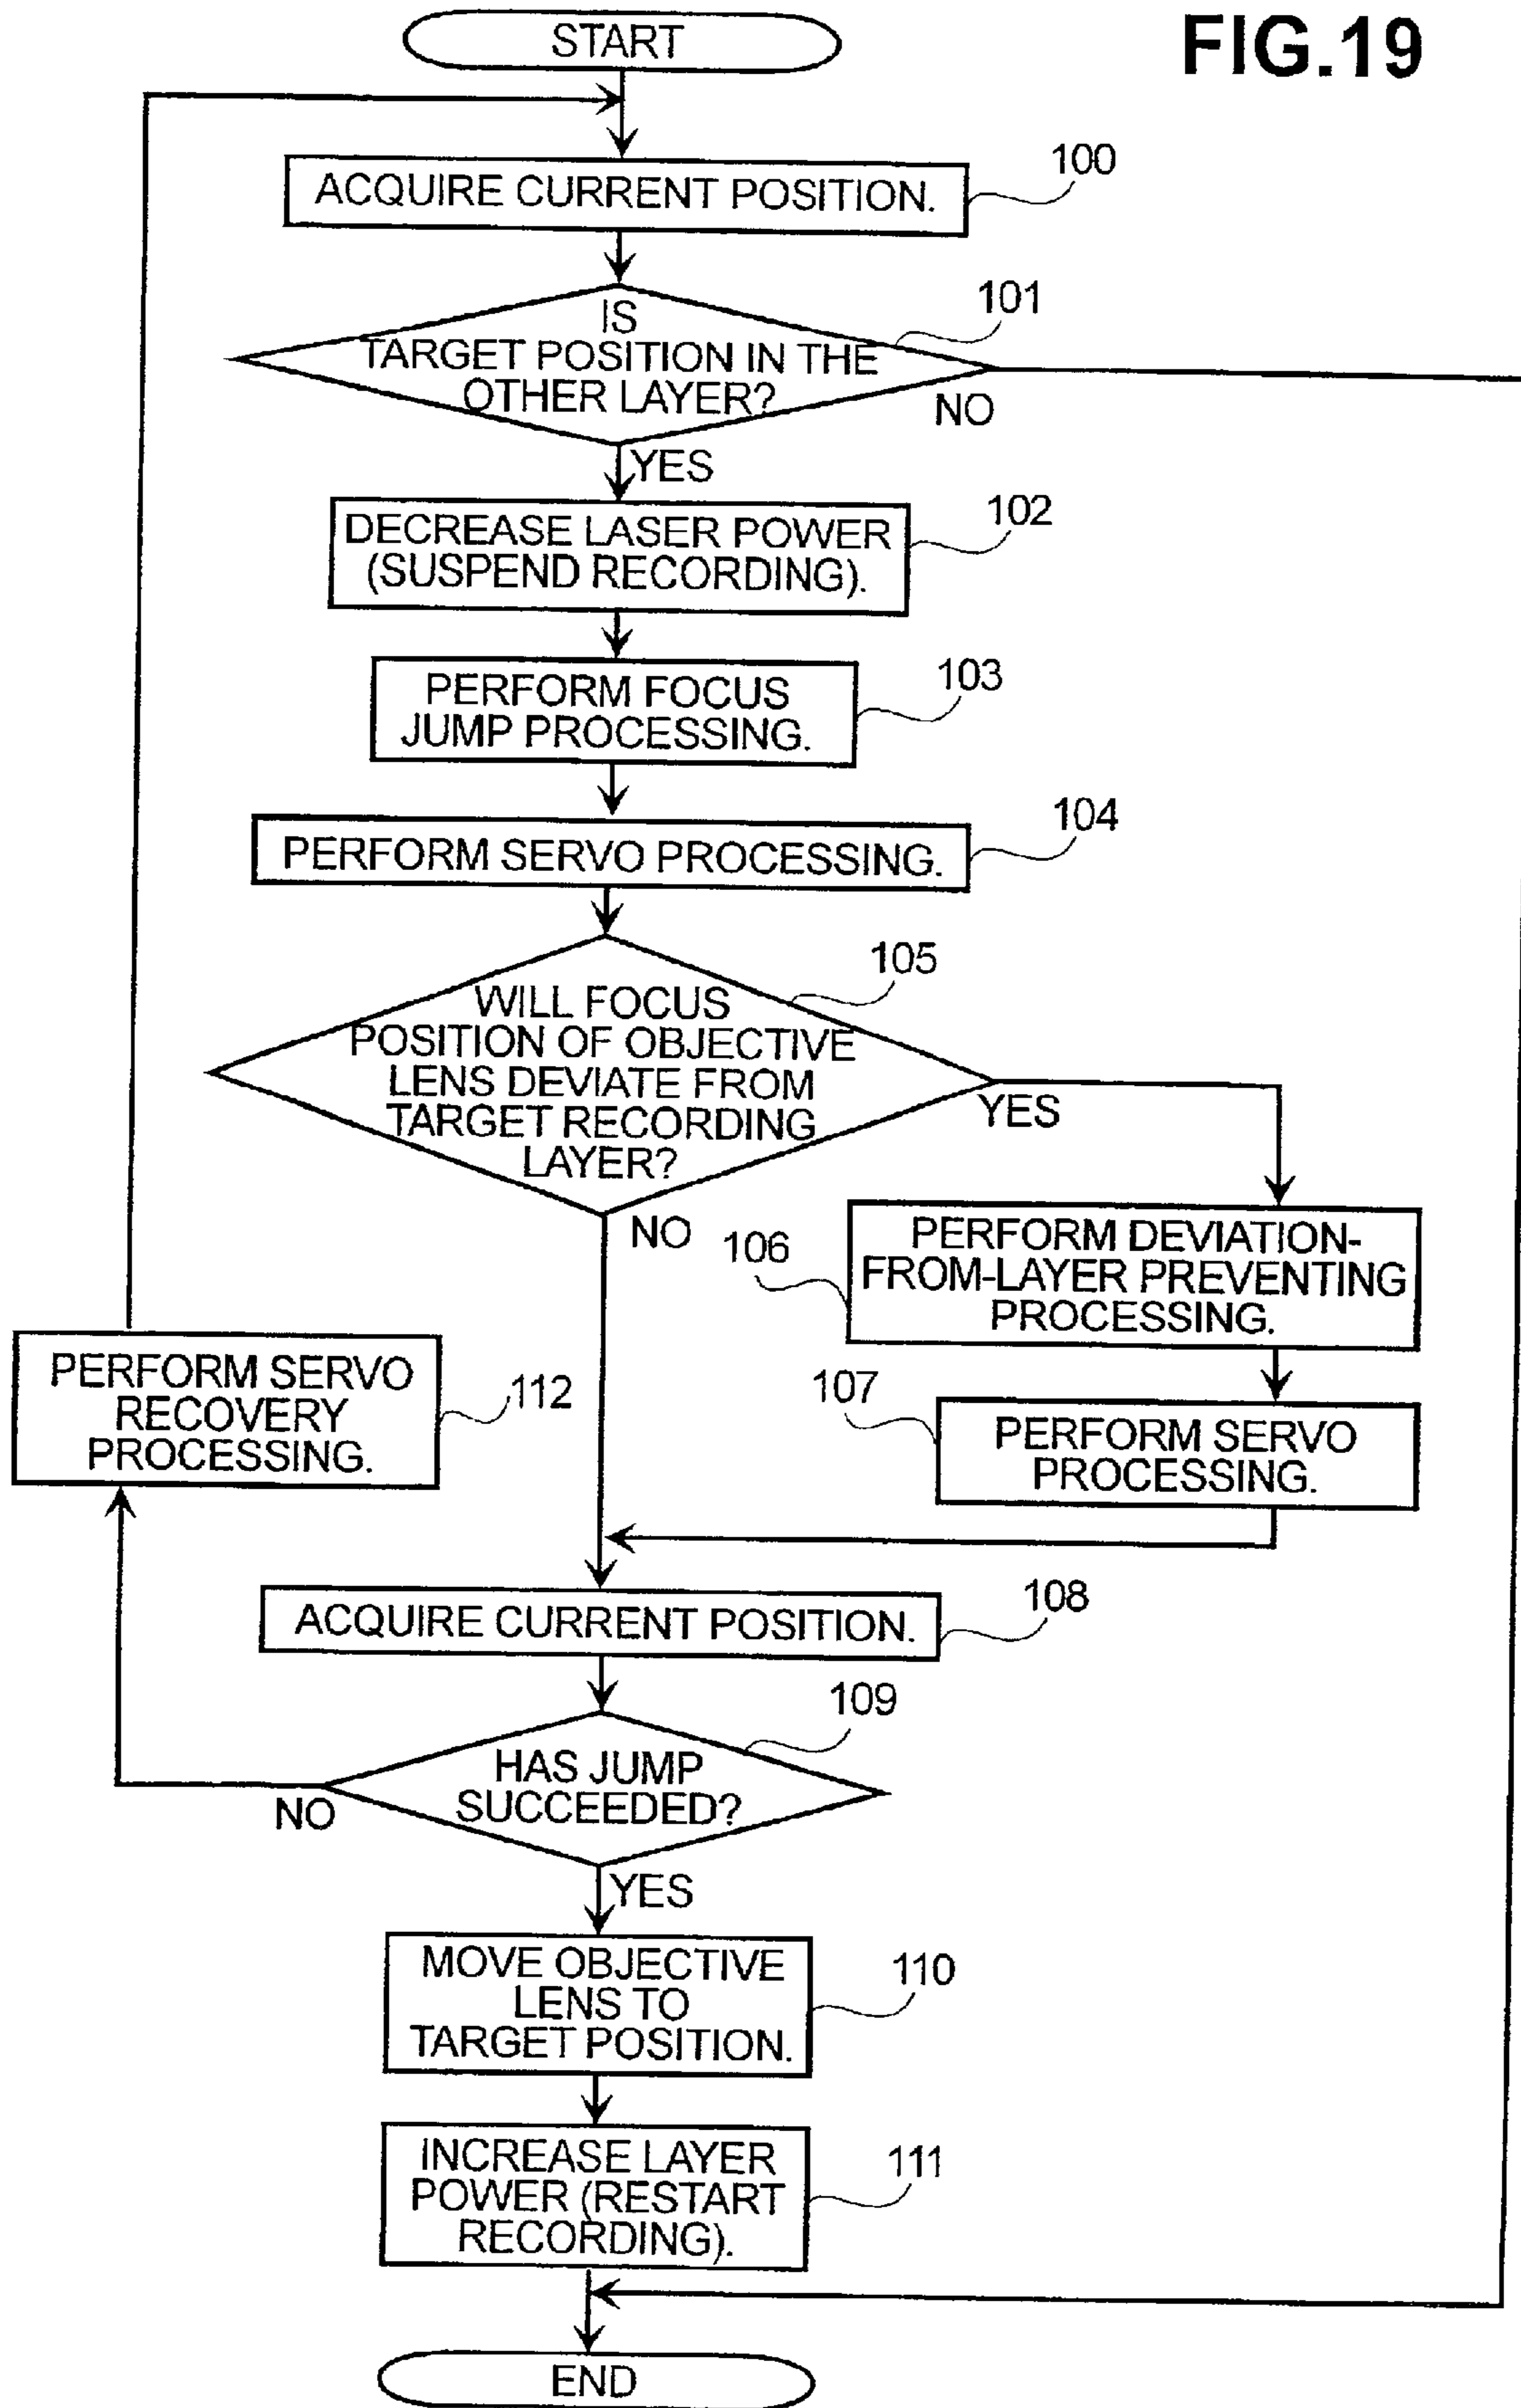 FIG.19
START
ACQUIRE CURRENT POSITION.
100
IS
TARGET POSITION IN THE
OTHER LAYER?
101
NO
YES
DECREASE LASER POWER
(SUSPEND RECORDING).
102
PERFORM FOCUS
JUMP PROCESSING.
103
PERFORM SERVO PROCESSING.
104
WILL FOCUS
POSITION OF OBJECTIVE
LENS DEVIATE FROM
TARGET RECORDING
LAYER?
105
YES
NO
106
PERFORM DEVIATION-
FROM-LAYER PREVENTING
PROCESSING.
107
PERFORM SERVO
PROCESSING.
PERFORM SERVO
RECOVERY
PROCESSING.
112
ACQUIRE CURRENT POSITION.
108
HAS JUMP
SUCCEEDED?
109
NO
YES
MOVE OBJECTIVE
LENS TO
TARGET POSITION.
110
INCREASE LAYER
POWER (RESTART
RECORDING).
111
END